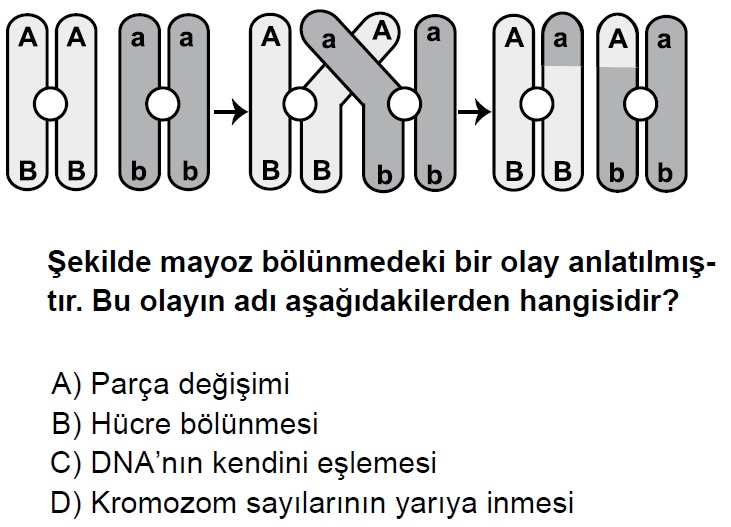 A A a a A a A a A a A a
B B b b B B b b B B b b
Şekilde mayoz bölünmedeki bir olay anlatılmış-
tır. Bu olayın adı aşağıdakilerden hangisidir?
A) Parça değişimi
B) Hücre bölünmesi
C) DNA’nın kendini eşlemesi
D) Kromozom sayılarının yarıya inmesi